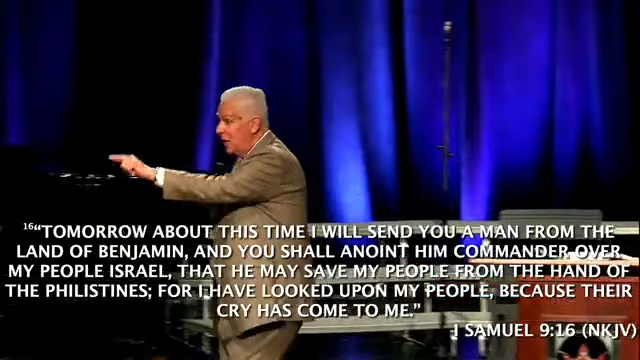 16“TOMORROW ABOUT THIS TIME I WILL SEND YOU A MAN FROM THE
LAND OF BENJAMIN, AND YOU SHALL ANOINT HIM COMMANDER OVER
MY PEOPLE ISRAEL, THAT HE MAY SAVE MY PEOPLE FROM THE HAND OF
THE PHILISTINES; FOR I HAVE LOOKED UPON MY PEOPLE, BECAUSE THEIR
CRY HAS COME TO ME.”
I SAMUEL 9:16 (NKJV)